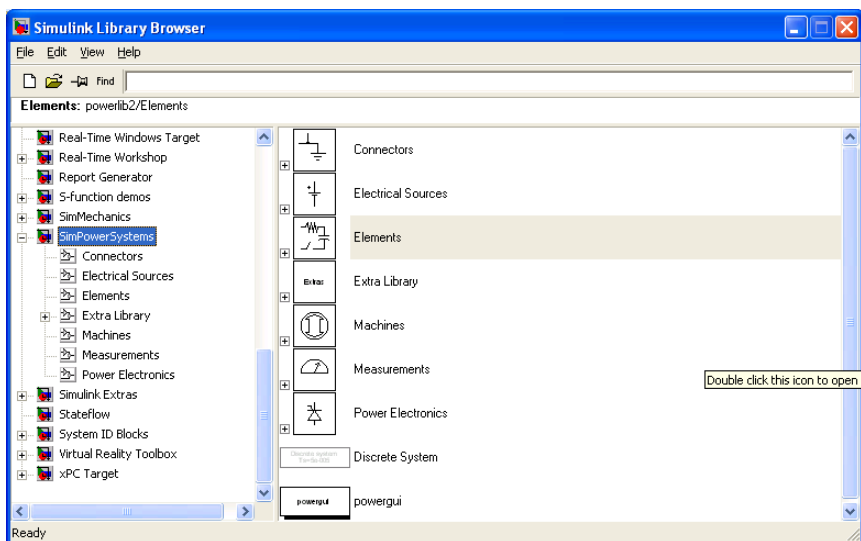 Simulink Library Browser
File Edit View Help
Find
Elements: powerlib2/Elements
Real-Time Windows Target
Real-Time Workshop
Report Generator
S-function demos
SimMechanics
SimPowerSystems
Connectors
Electrical Sources
Elements
Extra Library
Machines
Measurements
Power Electronics
Simulink Extras
Stateflow
System ID Blocks
Virtual Reality Toolbox
xPC Target
Connectors
Electrical Sources
Elements
Extras Extra Library
Machines
Measurements
Double click this icon to open
Power Electronics
Discrete system
Discrete System
powergui powergui
Ready